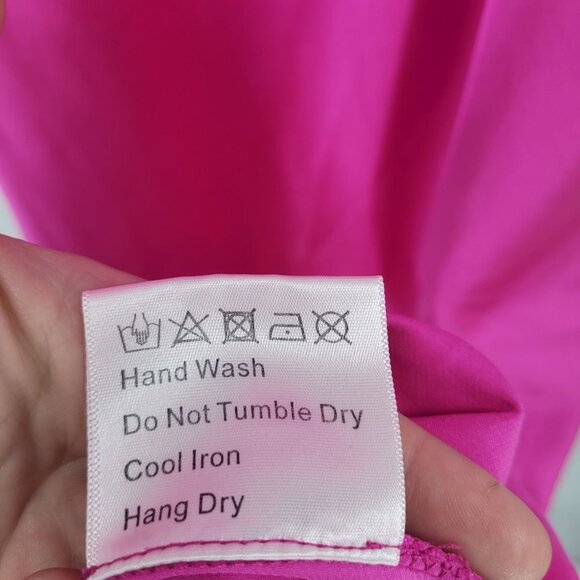 Hand Wash
Do Not Tumble Dry
Cool Iron
Hang Dry